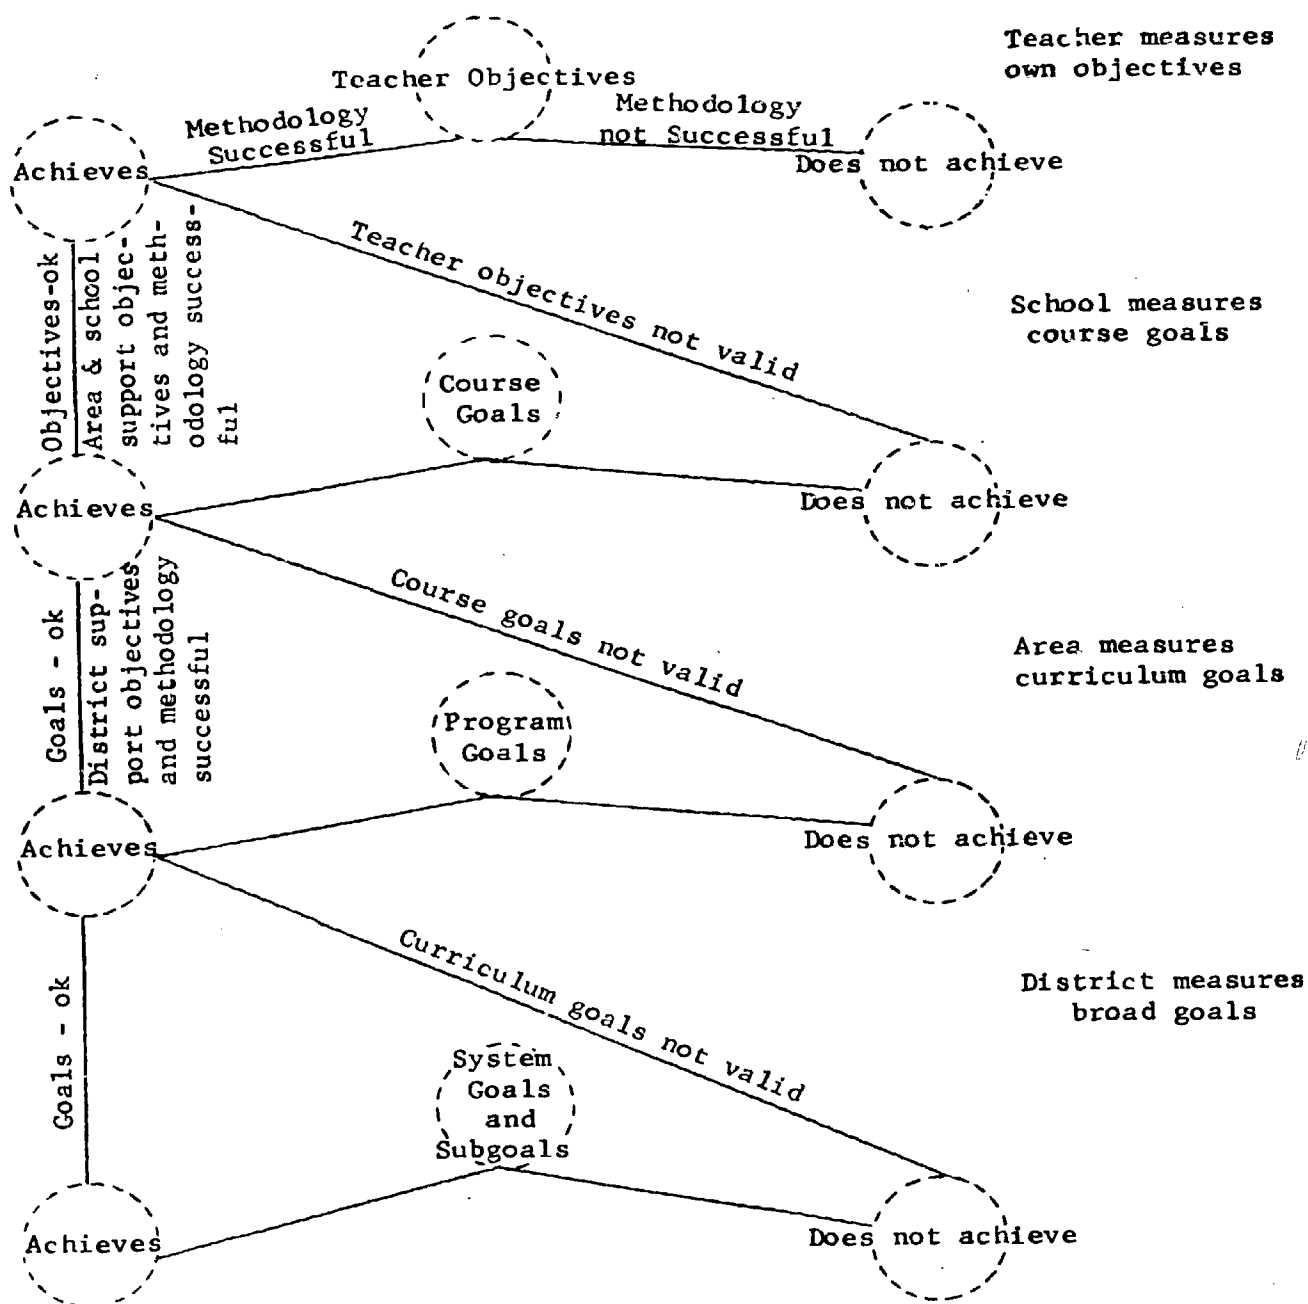 Teacher Objectives
Teacher measures
own objectives
Methodology
Successful
Methodology
not Successful
Achieves
Does not achieve
Objectives-ok
Area & school
support objec-
tives and meth-
odology success-
ful
Teacher objectives not valid
School measures
course goals
Course
Goals
Achieves
Does not achieve
Goals - ok
District sup-
port objectives
and methodology
successful
Course goals not valid
Area measures
curriculum goals
Program
Goals
Achieves
Does not achieve
Goals - ok
Curriculum goals not valid
District measures
broad goals
System
Goals
and
Subgoals
Achieves
Does not achieve